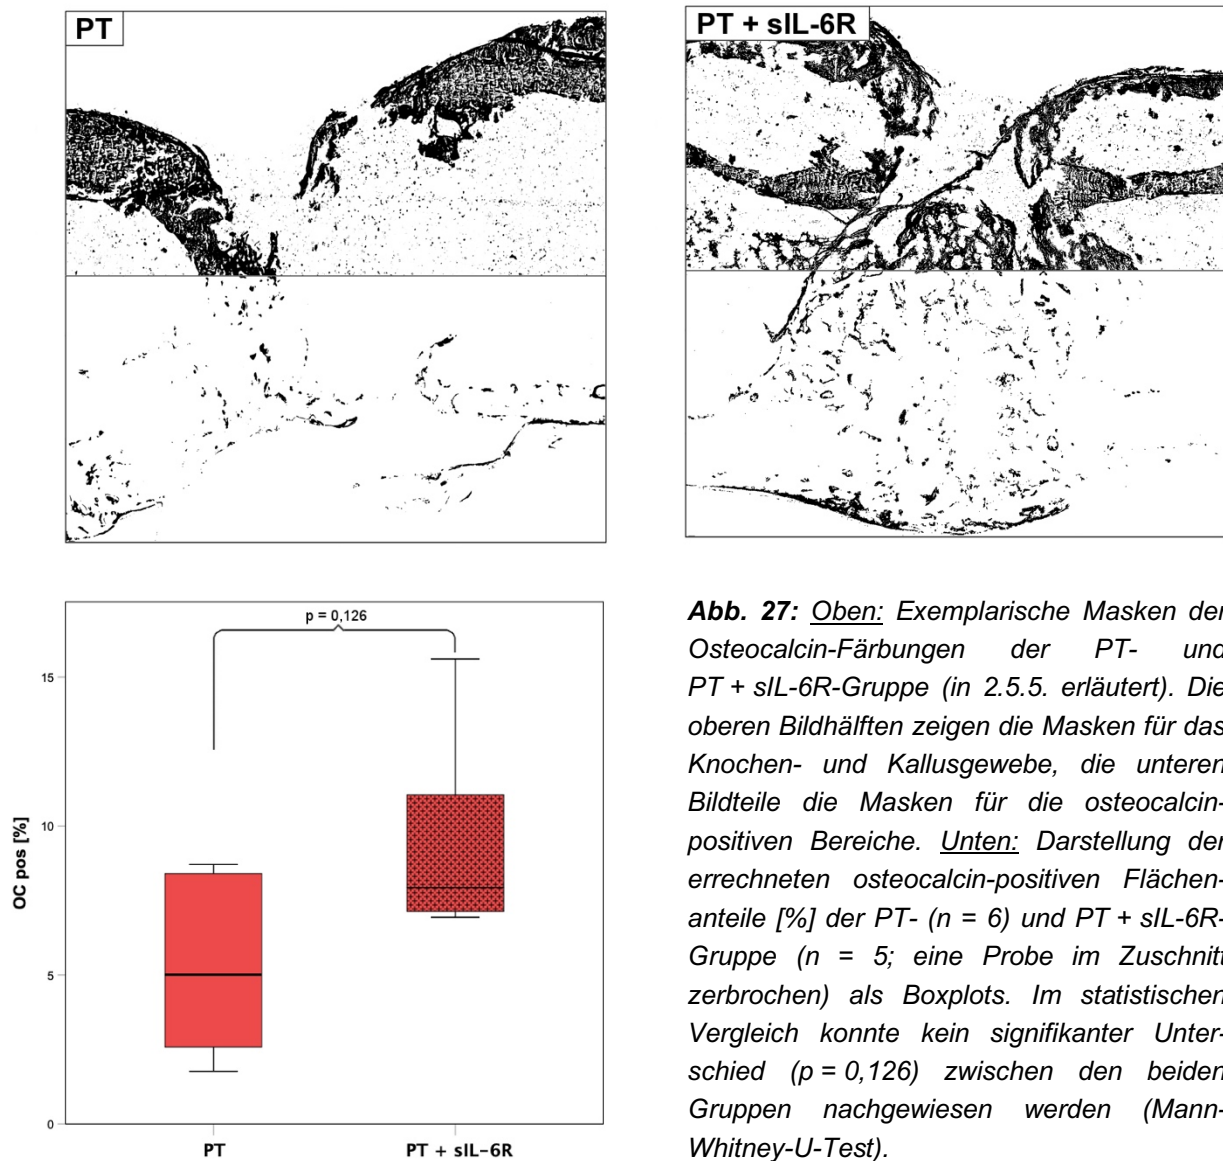 PT
PT + sIL-6R
p = 0,126
15
10
5
0
OC pos [%]
PT
PT + sIL-6R
Abb. 27: Oben: Exemplarische Masken der
Osteocalcin-Färbungen der PT- und
PT + sIL-6R-Gruppe (in 2.5.5. erläutert). Die
oberen Bildhälften zeigen die Masken für das
Knochen- und Kallusgewebe, die unteren
Bildteile die Masken für die osteocalcin-
positiven Bereiche. Unten: Darstellung der
errechneten osteocalcin-positiven Flächen-
anteile [%] der PT- (n = 6) und PT + sIL-6R-
Gruppe (n = 5; eine Probe im Zuschnitt
zerbrochen) als Boxplots. Im statistischen
Vergleich konnte kein signifikanter Unter-
schied (p = 0,126) zwischen den beiden
Gruppen nachgewiesen werden (Mann-
Whitney-U-Test).